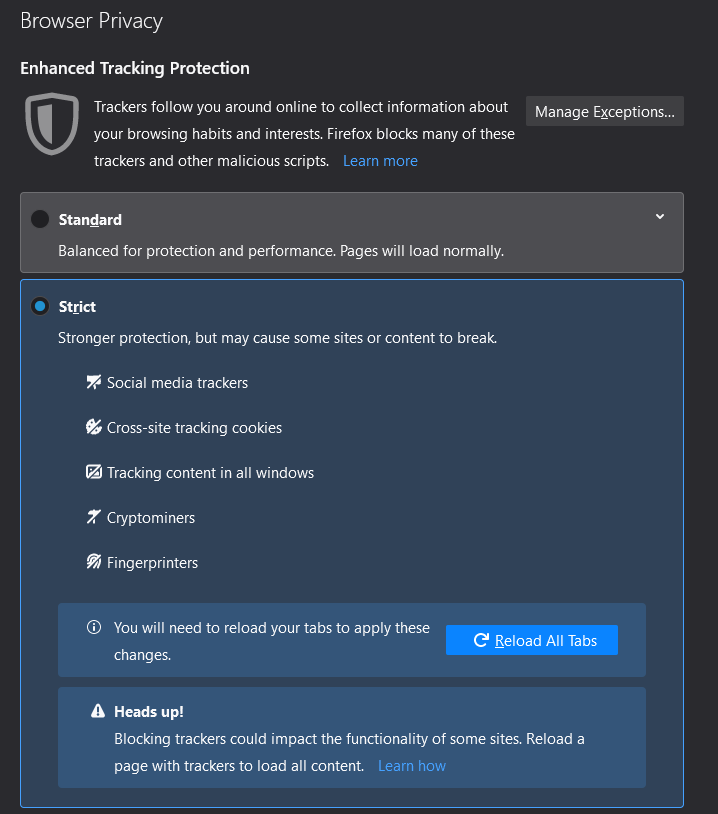 Browser Privacy
Enhanced Tracking Protection
Trackers follow you around online to collect information about
your browsing habits and interests. Firefox blocks many of these
trackers and other malicious scripts. Learn more
Manage Exceptions...
Standard
Balanced for protection and performance. Pages will load normally.
Strict
Stronger protection, but may cause some sites or content to break.
Social media trackers
Cross-site tracking cookies
Tracking content in all windows
Cryptominers
Fingerprinters
You will need to reload your tabs to apply these
changes.
Reload All Tabs
Heads up!
Blocking trackers could impact the functionality of some sites. Reload a
page with trackers to load all content. Learn how